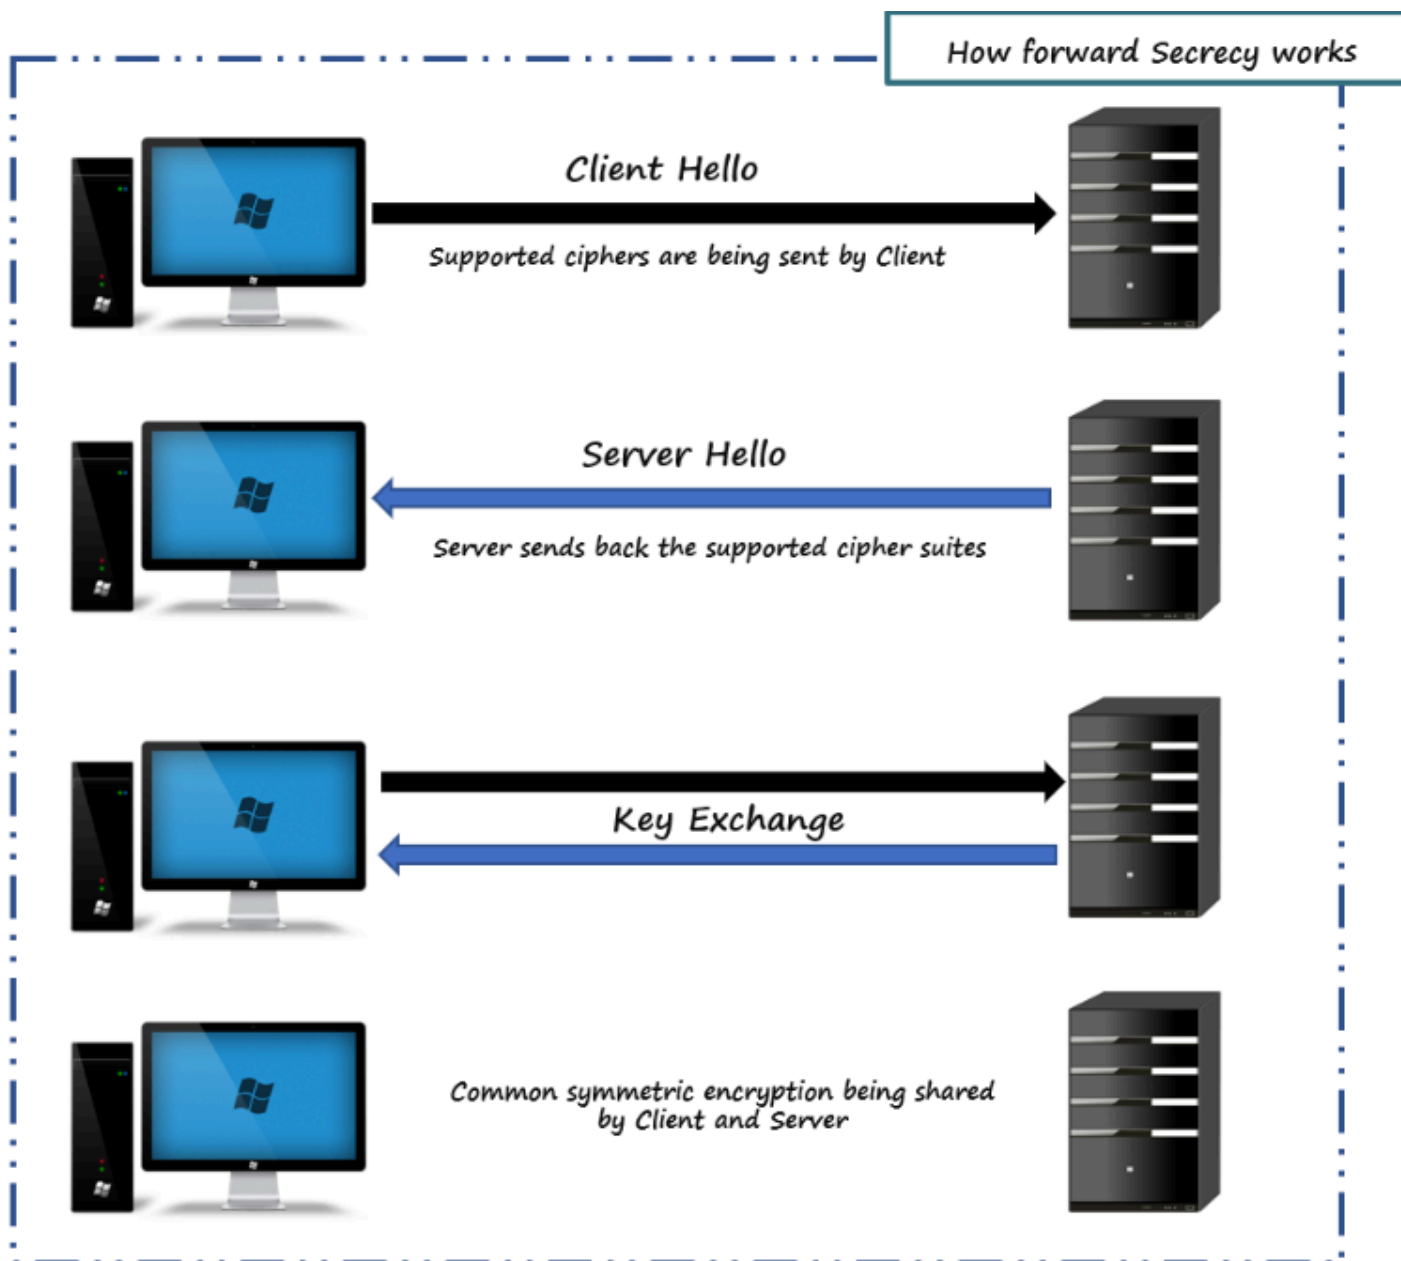 How forward Secrecy works
Client Hello
Supported ciphers are being sent by Client
Server Hello
Server sends back the supported cipher suites
Key Exchange
Common symmetric encryption being shared
by Client and Server